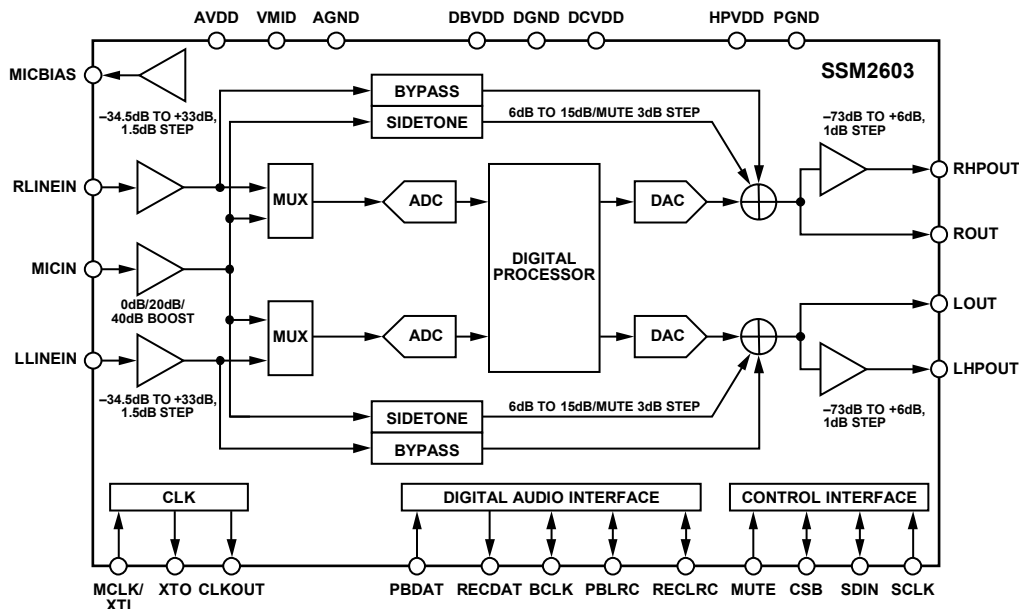 AVDD VMID AGND DBVDD DGND DCVDD HPVDD PGND
MICBIAS
SSM2603
–34.5dB TO +33dB,
1.5dB STEP
BYPASS
SIDETONE
6dB TO 15dB/MUTE 3dB STEP
–73dB TO +6dB,
1dB STEP
RLINEIN
MUX
ADC
DAC
RHPOUT
ROUT
MICIN
0dB/20dB/
40dB BOOST
DIGITAL
PROCESSOR
LOUT
LLINEIN
MUX
ADC
DAC
LHPOUT
–34.5dB TO +33dB,
1.5dB STEP
SIDETONE
BYPASS
6dB TO 15dB/MUTE 3dB STEP
–73dB TO +6dB,
1dB STEP
CLK
DIGITAL AUDIO INTERFACE
CONTROL INTERFACE
MCLK/
XTI
XTO CLKOUT
PBDAT RECDAT BCLK PBLRC RECLRC
MUTE CSB SDIN SCLK